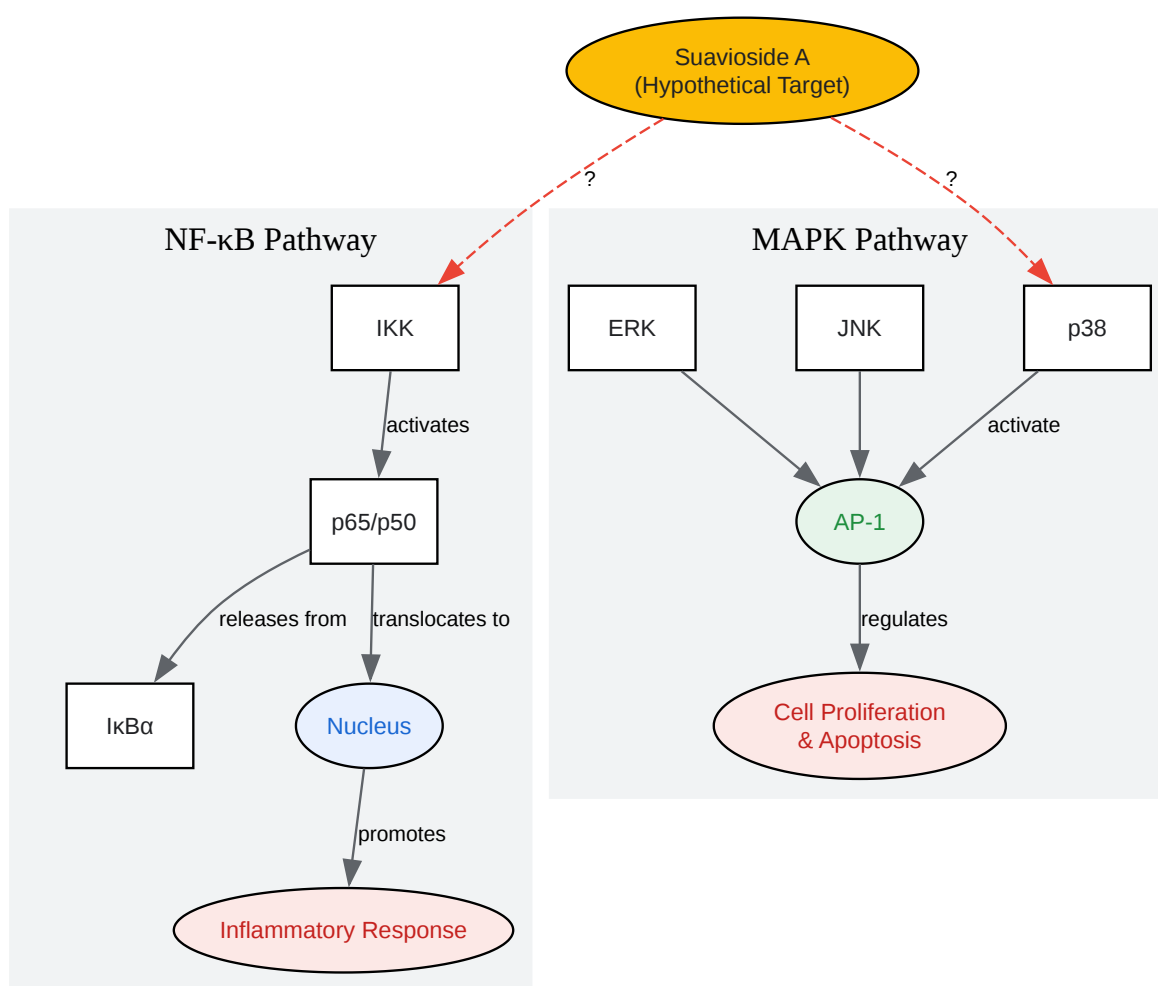 Suavioside A
(Hypothetical Target)
?
?
NF-κB Pathway
MAPK Pathway
IKK
ERK
JNK
p38
activates
activate
p65/p50
AP-1
releases from
translocates to
regulates
IκBα
Nucleus
Cell Proliferation
& Apoptosis
promotes
Inflammatory Response